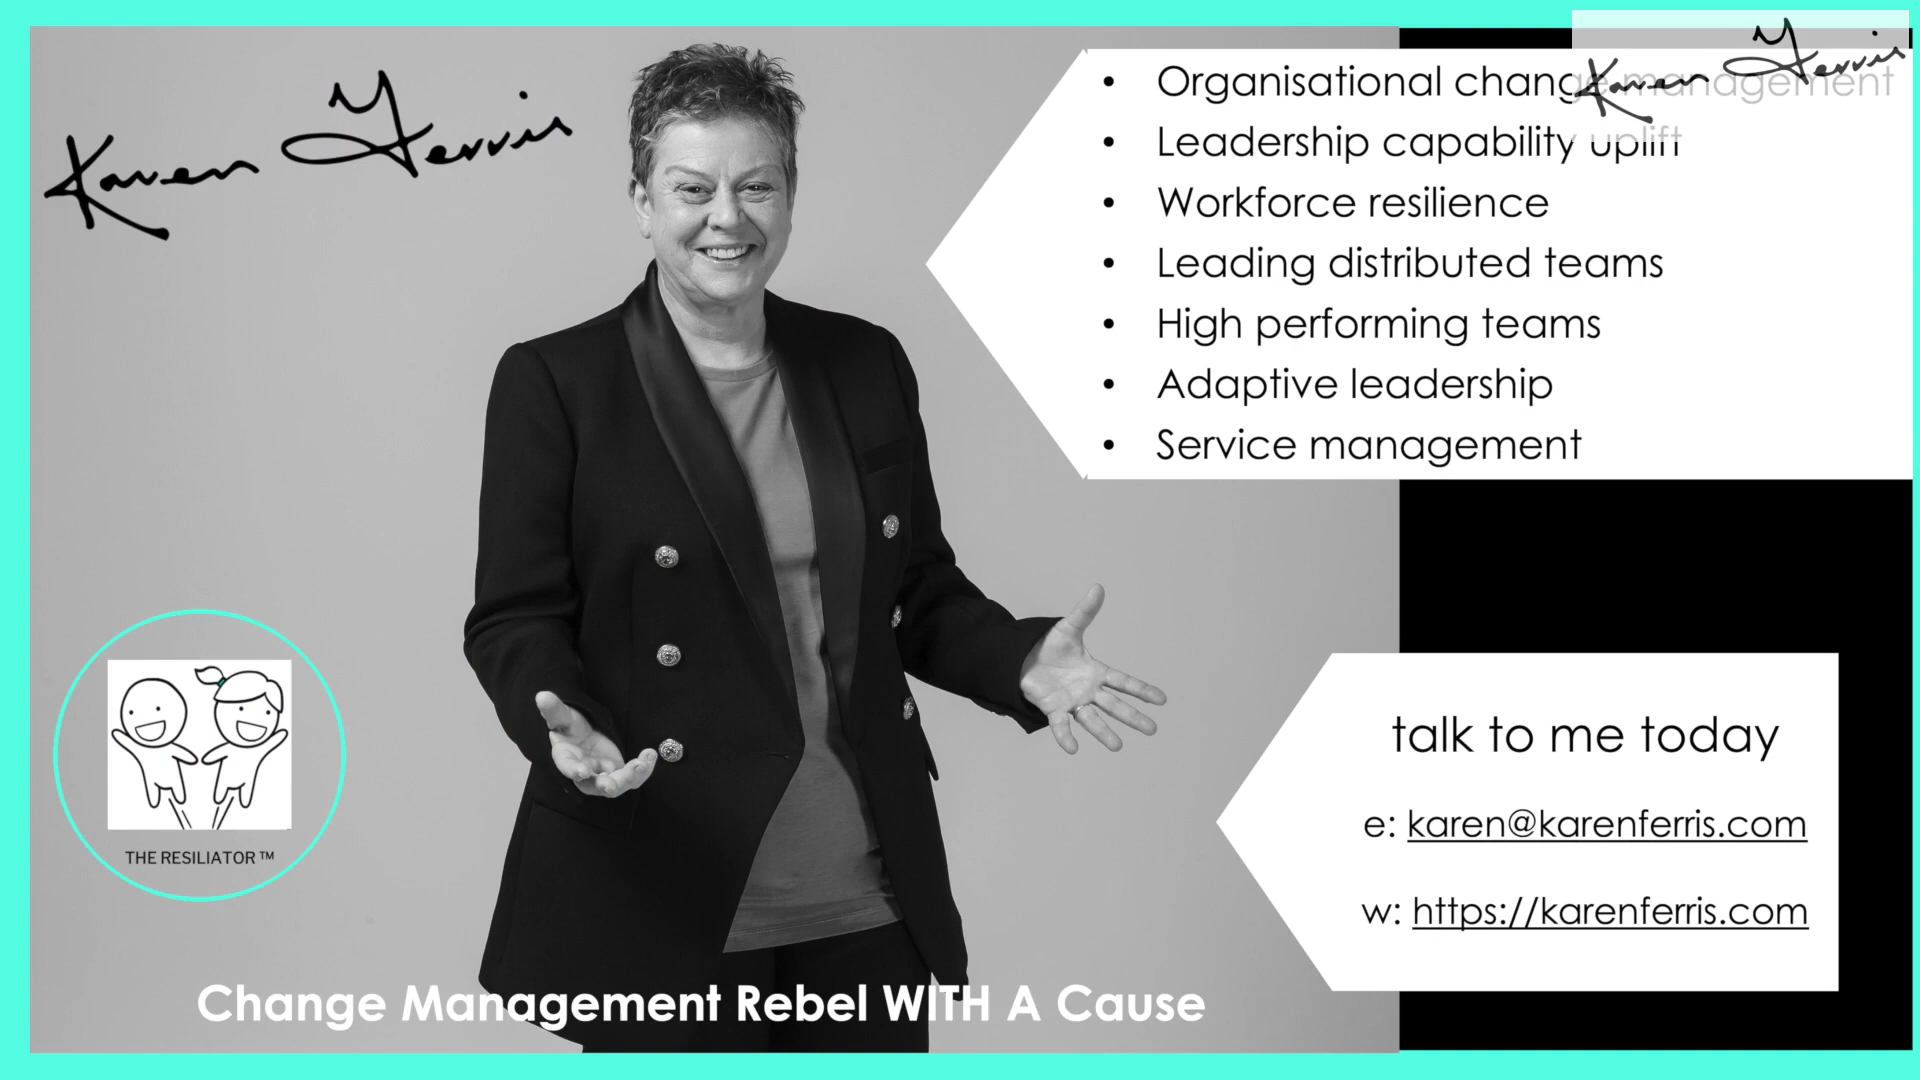 Karen Ferris
Karen Ferris
• Organisational change management
• Leadership capability uplift
• Workforce resilience
• Leading distributed teams
• High performing teams
• Adaptive leadership
• Service management
THE RESILIATOR™
talk to me today
e: karen@karenferris.com
w: https://karenferris.com
Change Management Rebel WITH A Cause